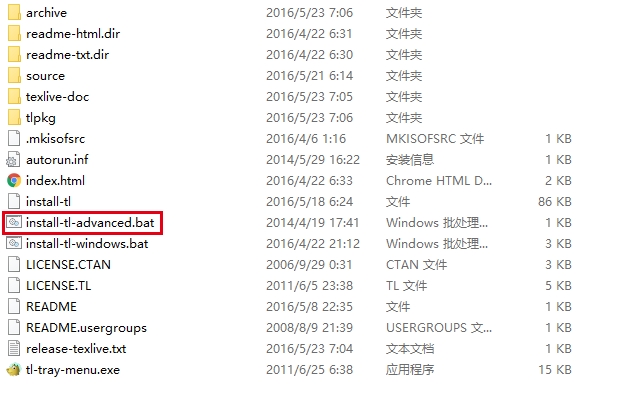 archive 2016/5/23 7:06 文件夹
readme-html.dir 2016/4/22 6:31 文件夹
readme-txt.dir 2016/4/22 6:30 文件夹
source 2016/5/21 6:14 文件夹
texlive-doc 2016/5/23 7:05 文件夹
tlpkg 2016/5/23 7:06 文件夹
.mkisofsrc 2016/4/6 1:16 MKISOFSRC 文件 1 KB
autorun.inf 2014/5/29 16:22 安装信息 1 KB
index.html 2016/4/22 6:33 Chrome HTML D... 2 KB
install-tl 2016/5/18 6:24 文件 86 KB
install-tl-advanced.bat 2014/4/19 17:41 Windows 批处理... 1 KB
install-tl-windows.bat 2016/4/22 21:12 Windows 批处理... 3 KB
LICENSE.CTAN 2006/9/29 0:31 CTAN 文件 3 KB
LICENSE.TL 2011/6/5 23:38 TL 文件 5 KB
README 2016/5/8 22:35 文件 1 KB
README.usergroups 2008/8/9 21:39 USERGROUPS 文... 1 KB
release-texlive.txt 2016/5/23 7:04 文本文档 1 KB
tl-tray-menu.exe 2011/6/25 6:38 应用程序 15 KB